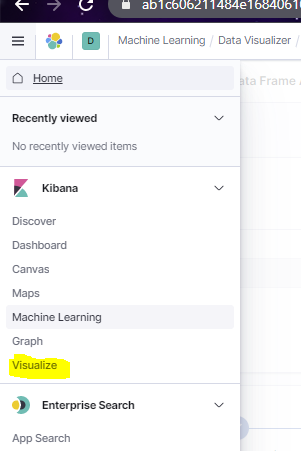 ab1c606211484e1684061
D
Machine Learning / Data Visualizer /
Home
ata Frame A
Recently viewed
No recently viewed items
Kibana
Discover
Dashboard
Canvas
Maps
Machine Learning
Graph
Visualize
Enterprise Search
App Search